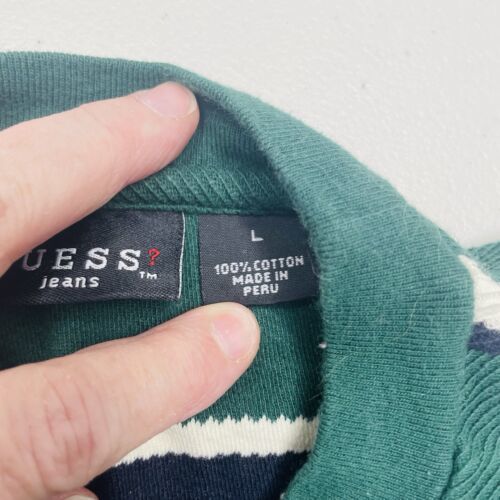 UESS?™
jeans
L
100% COTTON
MADE IN
PERU